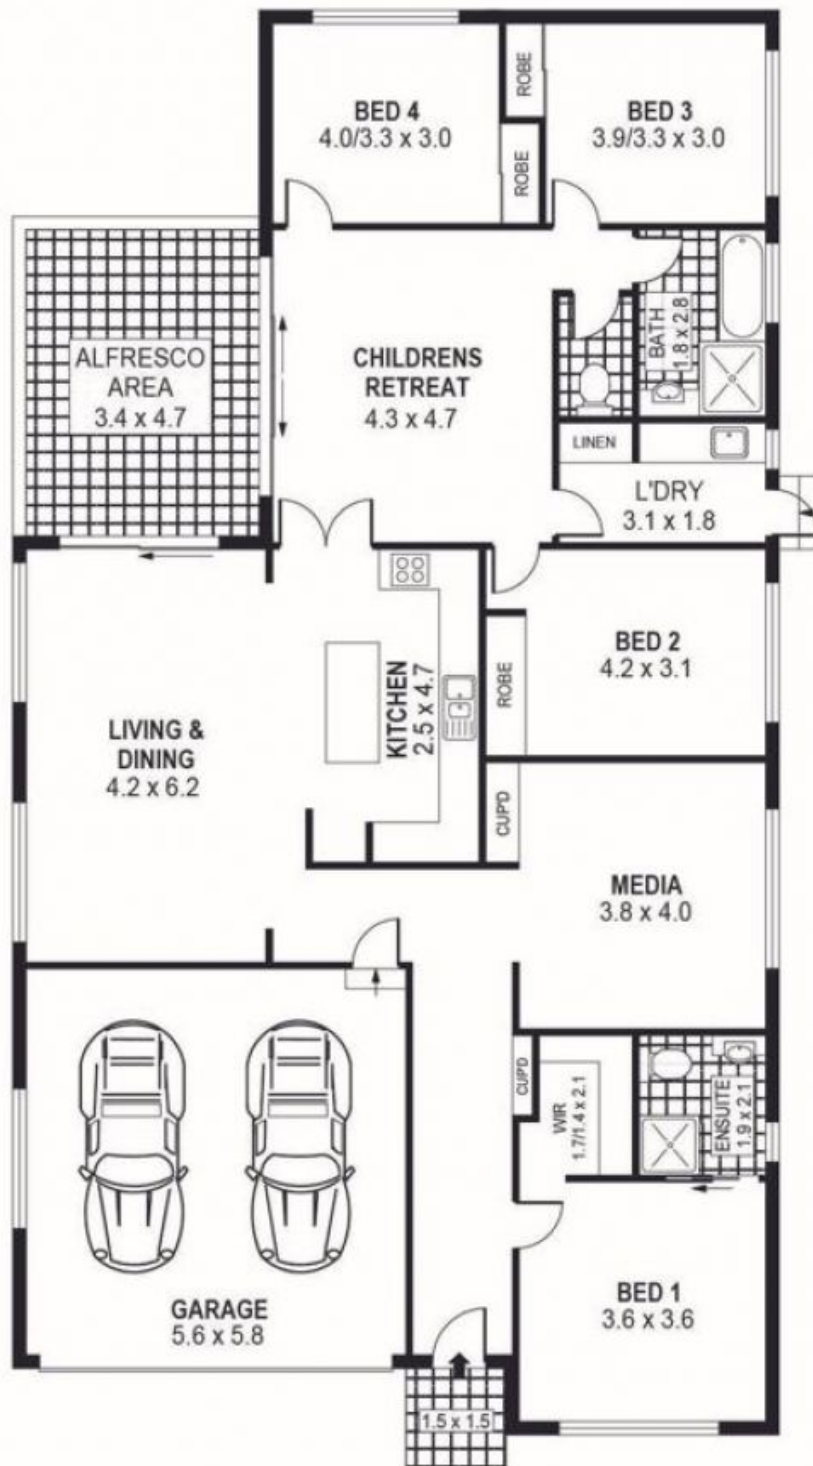 BED 4
4.0/3.3 x 3.0
ROBE
ROBE
BED 3
3.9/3.3 x 3.0
ALFRESCO
AREA
3.4 x 4.7
CHILDRENS
RETREAT
4.3 x 4.7
BATH
1.8 x 2.8
LINEN
L'DRY
3.1 x 1.8
LIVING &
DINING
4.2 x 6.2
KITCHEN
2.5 x 4.7
ROBE
BED 2
4.2 x 3.1
CUP'D
MEDIA
3.8 x 4.0
CUP'D
WIR
1.7/1.4 x 2.1
ENSUITE
1.9 x 2.1
GARAGE
5.6 x 5.8
BED 1
3.6 x 3.6
1.5 x 1.5